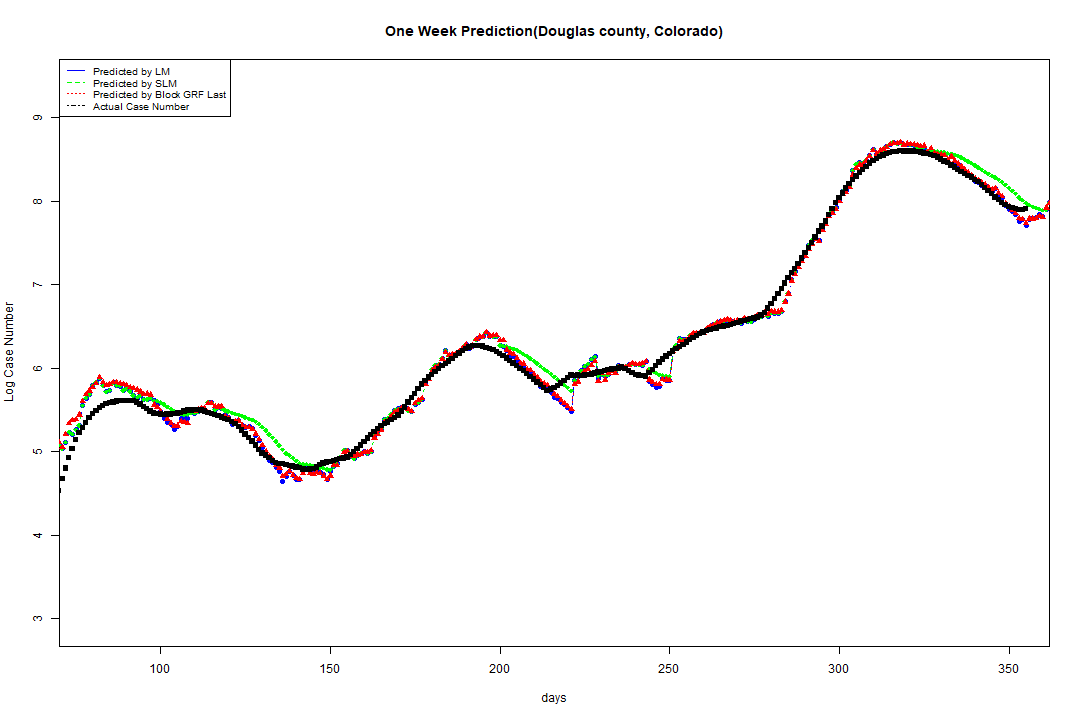 One Week Prediction(Douglas county, Colorado)
Predicted by LM
Predicted by SLM
Predicted by Block GRF Last
Actual Case Number
9
8
7
6
5
4
3
Log Case Number
100 150 200 250 300 350
days